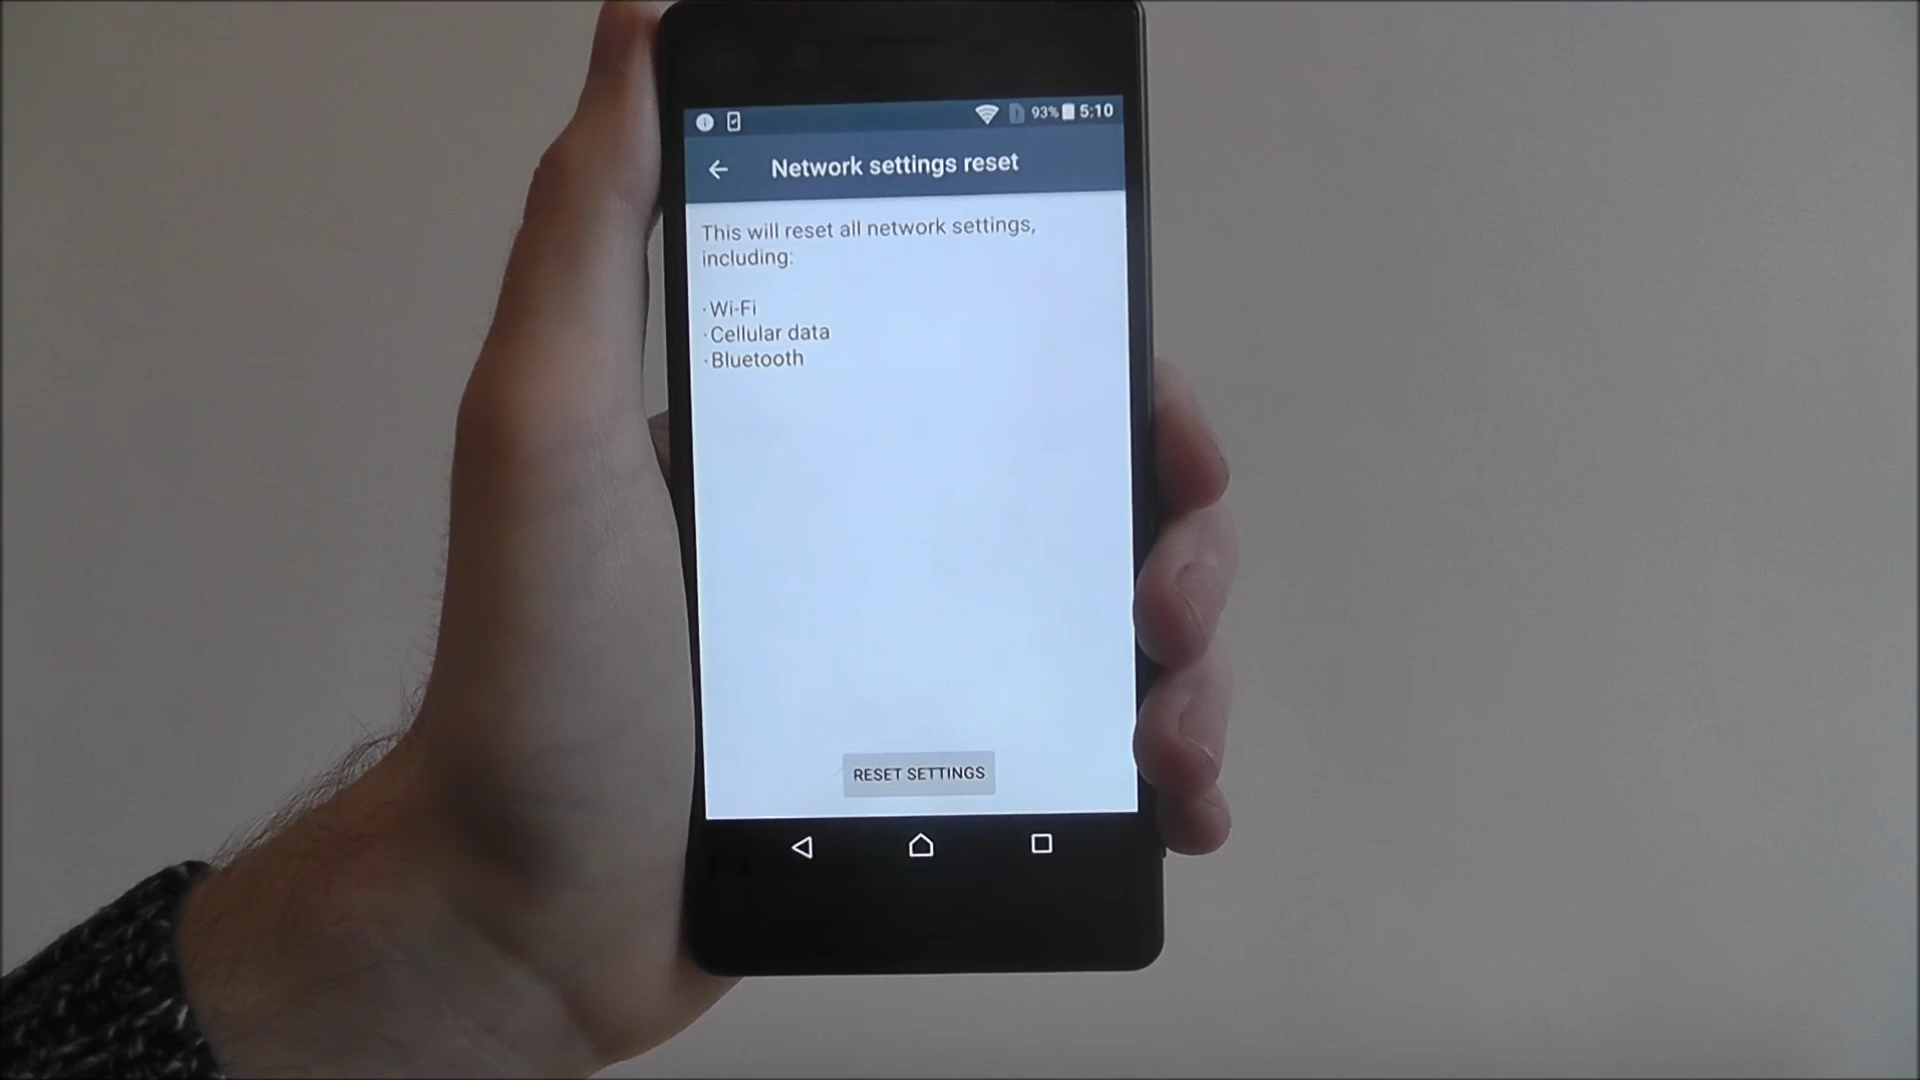 93% 5:10
Network settings reset
This will reset all network settings,
including:
· Wi-Fi
· Cellular data
· Bluetooth
RESET SETTINGS